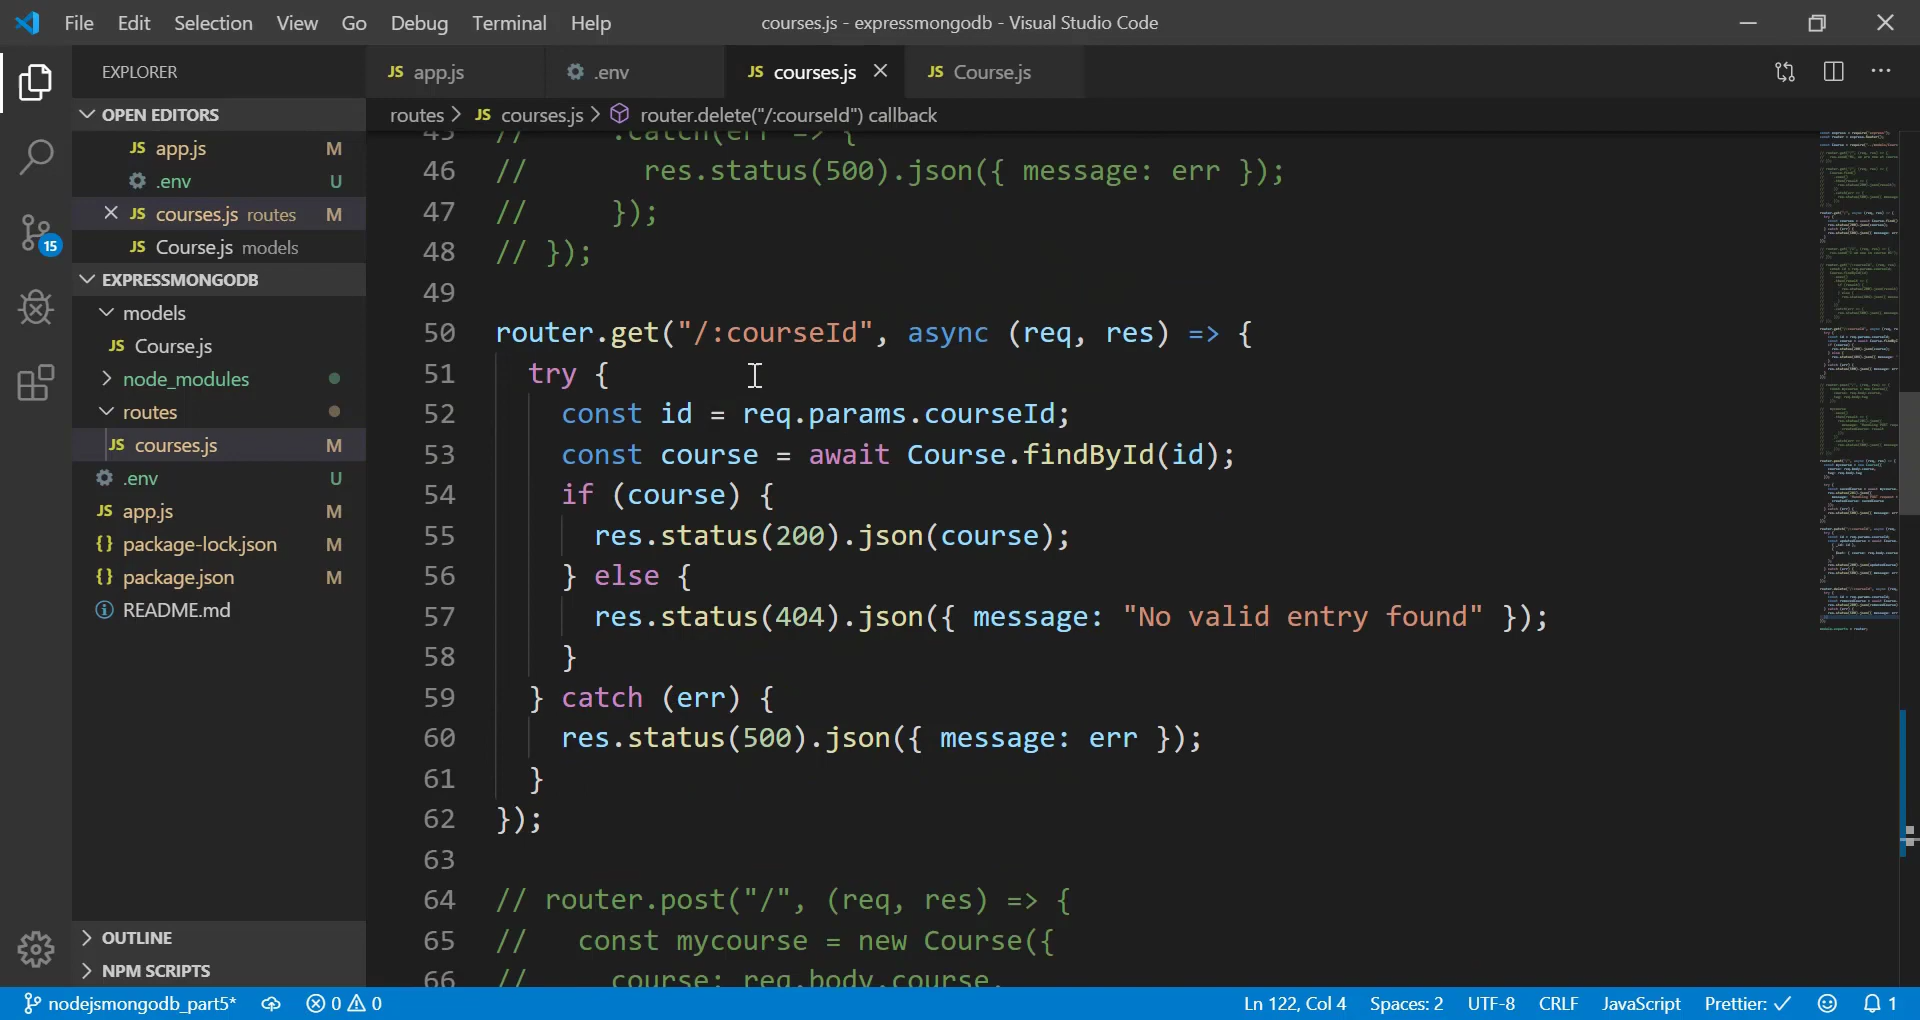 File Edit Selection View Go Debug Terminal Help
courses.js - expressmongodb - Visual Studio Code
EXPLORER
JS app.js
.env
JS courses.js
JS Course.js
OPEN EDITORS
JS app.js M
.env U
JS courses.js routes M
JS Course.js models
EXPRESSMONGODB
models
JS Course.js
node_modules
routes
JS courses.js M
.env U
JS app.js M
{} package-lock.json M
{} package.json M
README.md
OUTLINE
NPM SCRIPTS
15
routes > JS courses.js > router.delete("/:courseId") callback
45 // .catch(err => {
46 // res.status(500).json({ message: err });
47 // });
48 // });
49
50 router.get("/:courseId", async (req, res) => {
51 try {
52 const id = req.params.courseId;
53 const course = await Course.findById(id);
54 if (course) {
55 res.status(200).json(course);
56 } else {
57 res.status(404).json({ message: "No valid entry found" });
58 }
59 } catch (err) {
60 res.status(500).json({ message: err });
61 }
62 });
63
64 // router.post("/", (req, res) => {
65 // const mycourse = new Course({
66 // course: req.body.course,
nodejsmongodb_part5* 0 0
Ln 122, Col 4 Spaces: 2 UTF-8 CRLF JavaScript Prettier: ✓ 1